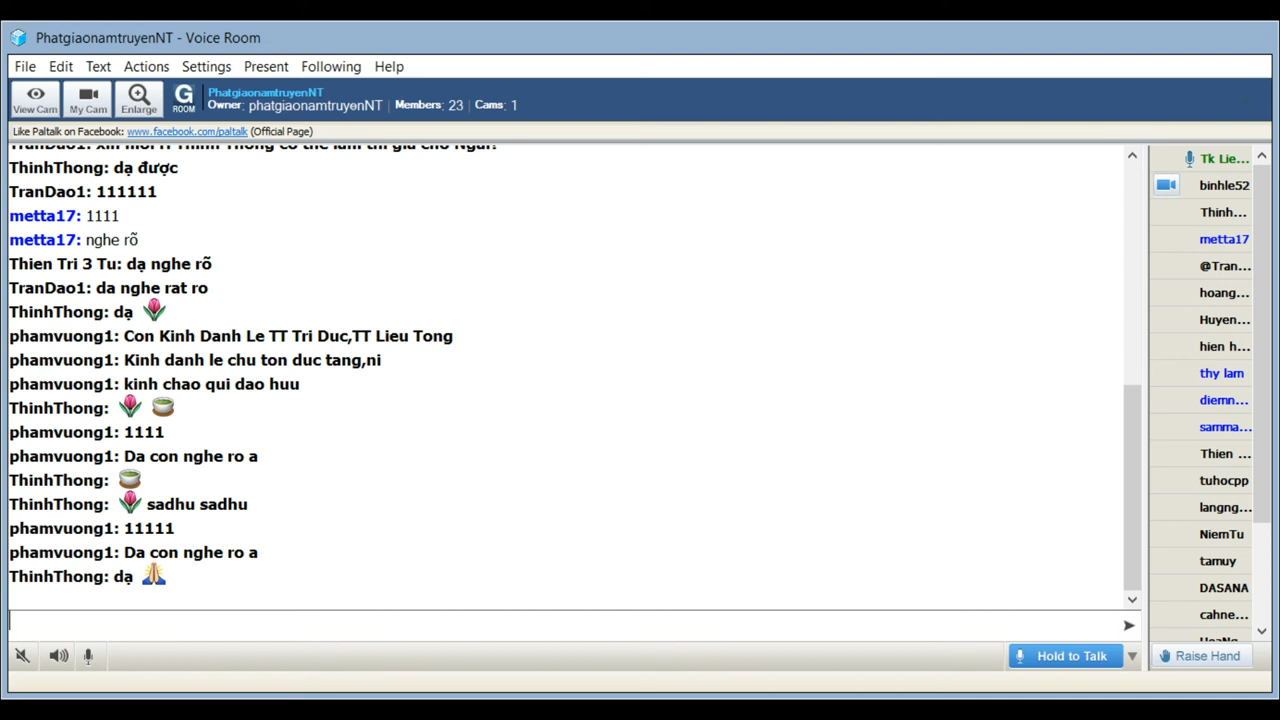 PhatgiaonamtruyenNT - Voice Room
File Edit Text Actions Settings Present Following Help
View Cam My Cam Enlarge G ROOM PhatgiaonamtruyenNT
Owner: phatgiaonamtruyenNT Members: 23 Cams: 1
Like Paltalk on Facebook: www.facebook.com/paltalk (Official Page)
ThinhThong: dạ được
TranDao1: 111111
metta17: 1111
metta17: nghe rõ
Thien Tri 3 Tu: dạ nghe rõ
TranDao1: da nghe rat ro
ThinhThong: dạ
phamvuong1: Con Kinh Danh Le TT Tri Duc,TT Lieu Tong
phamvuong1: Kinh danh le chu ton duc tang,ni
phamvuong1: kinh chao qui dao huu
ThinhThong:
phamvuong1: 1111
phamvuong1: Da con nghe ro a
ThinhThong:
ThinhThong: sadhu sadhu
phamvuong1: 11111
phamvuong1: Da con nghe ro a
ThinhThong: dạ
Tk Lie...
binhle52
Thinh...
metta17
@Tran...
hoang...
Huyen...
hien h...
thy lam
diemn...
samma...
Thien ...
tuhocpp
langng...
NiemTu
tamuy
DASANA
cahne...
Hold to Talk
Raise Hand